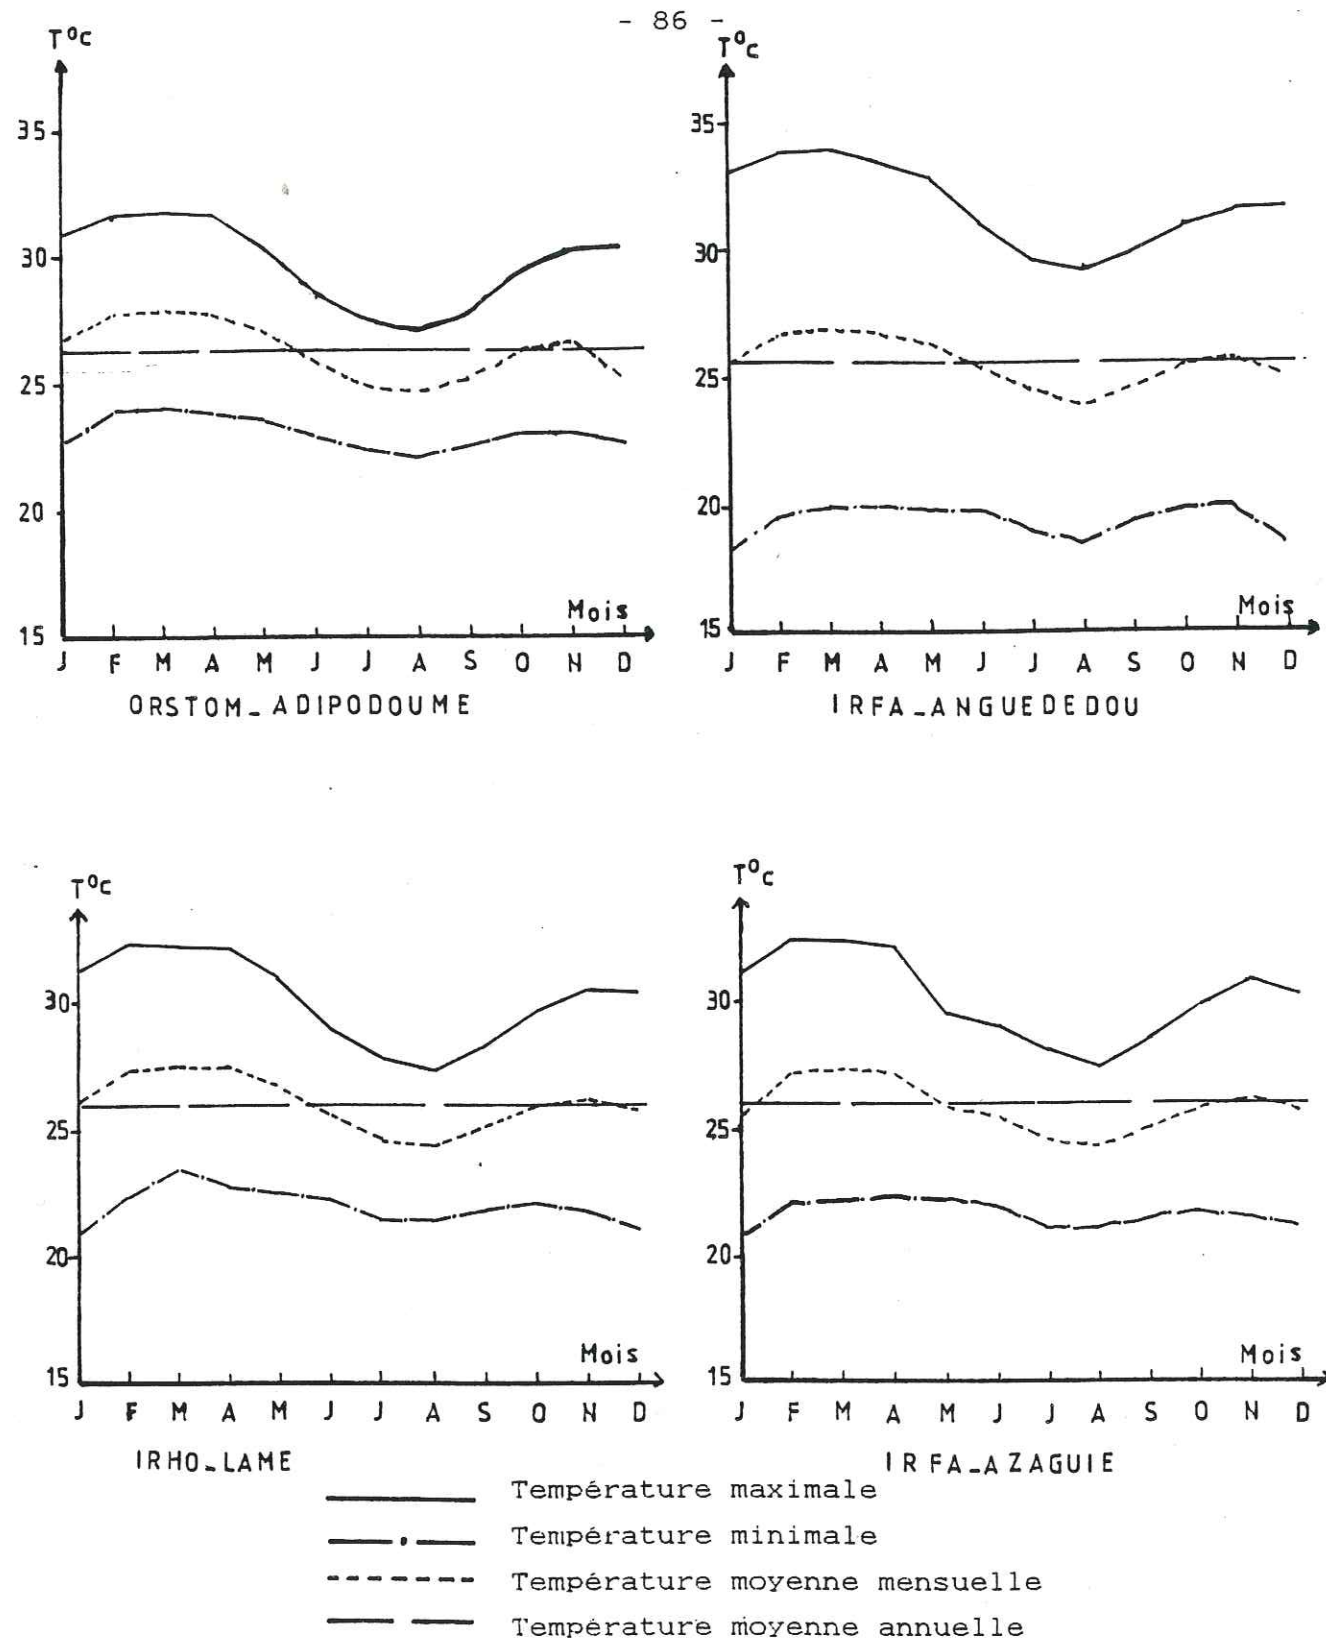 - 86 -
T°c
35
30
25
20
15
Mois
J F M A M J J A S O N D
ORSTOM_ADIPODOUME
T°c
35
30
25
20
15
Mois
J F M A M J J A S O N D
IRFA_ANGUEDEDOU
T°c
30
25
20
15
Mois
J F M A M J J A S O N D
IRHO_LAME
T°c
30
25
20
15
Mois
J F M A M J J A S O N D
IRFA_AZAGUIE
Température maximale
Température minimale
Température moyenne mensuelle
Température moyenne annuelle